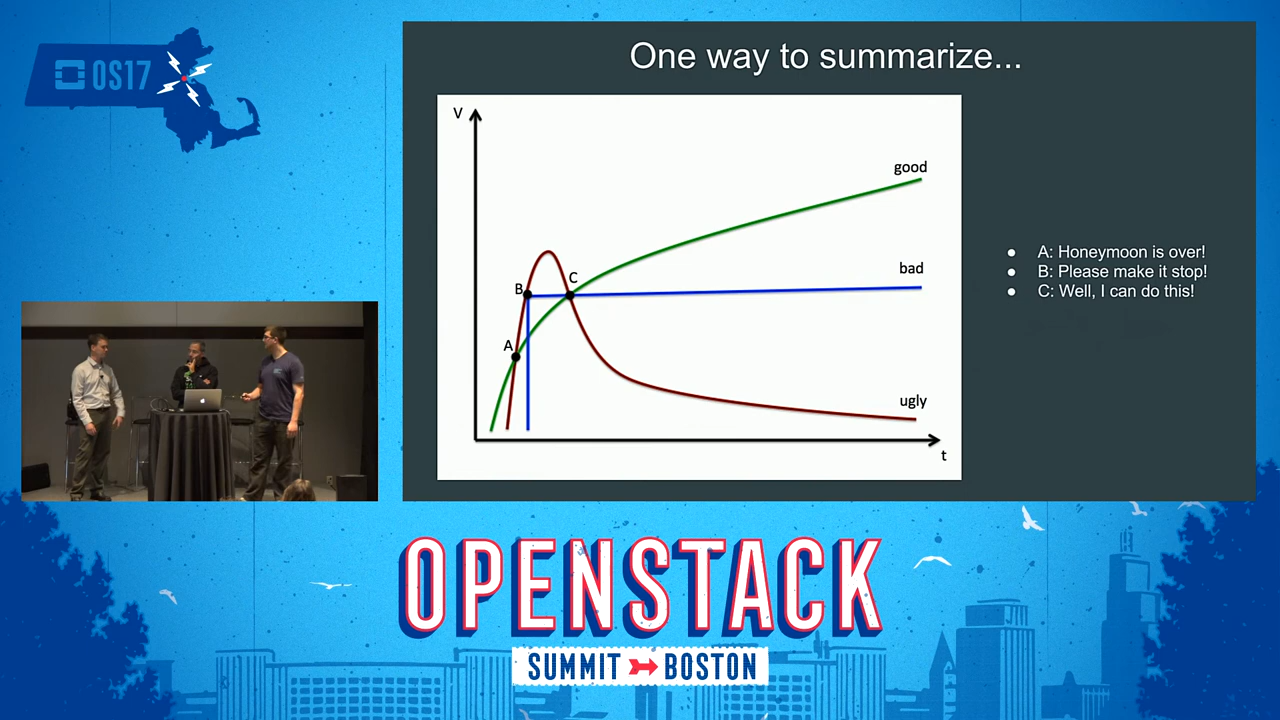 OS17
One way to summarize...
V
good
bad
C
B
A
ugly
t
● A: Honeymoon is over!
● B: Please make it stop!
● C: Well, I can do this!
OPENSTACK
SUMMIT BOSTON